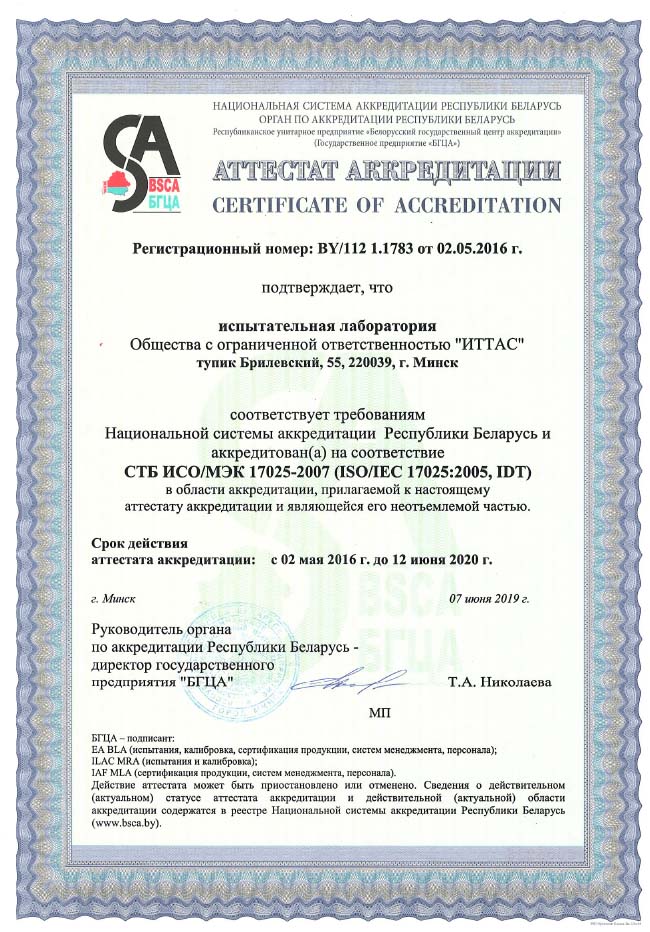 НАЦИОНАЛЬНАЯ СИСТЕМА АККРЕДИТАЦИИ РЕСПУБЛИКИ БЕЛАРУСЬ
ОРГАН ПО АККРЕДИТАЦИИ РЕСПУБЛИКИ БЕЛАРУСЬ
Республиканское унитарное предприятие «Белорусский государственный центр аккредитации»
(Государственное предприятие «БГЦА»)
BSCA
БГЦА
АТТЕСТАТ АККРЕДИТАЦИИ
CERTIFICATE OF ACCREDITATION
Регистрационный номер: BY/112 1.1783 от 02.05.2016 г.
подтверждает, что
испытательная лаборатория
Общества с ограниченной ответственностью "ИТТАС"
тупик Брилевский, 55, 220039, г. Минск
соответствует требованиям
Национальной системы аккредитации Республики Беларусь и
аккредитован(а) на соответствие
СТБ ИСО/МЭК 17025-2007 (ISO/IEC 17025:2005, IDT)
в области аккредитации, прилагаемой к настоящему
аттестату аккредитации и являющейся его неотъемлемой частью.
Срок действия
аттестата аккредитации: с 02 мая 2016 г. до 12 июня 2020 г.
BSCA
БГЦА
г. Минск 07 июня 2019 г.
Руководитель органа
по аккредитации Республики Беларусь -
директор государственного
предприятия "БГЦА" Т.А. Николаева
МП
БГЦА – подписант:
EA BLA (испытания, калибровка, сертификация продукции, систем менеджмента, персонала);
ILAC MRA (испытания и калибровка);
IAF MLA (сертификация продукции, систем менеджмента, персонала).
Действие аттестата может быть приостановлено или отменено. Сведения о действительном
(актуальном) статусе аттестата аккредитации и действительной (актуальной) области
аккредитации содержатся в реестре Национальной системы аккредитации Республики Беларусь
(www.bsca.by).